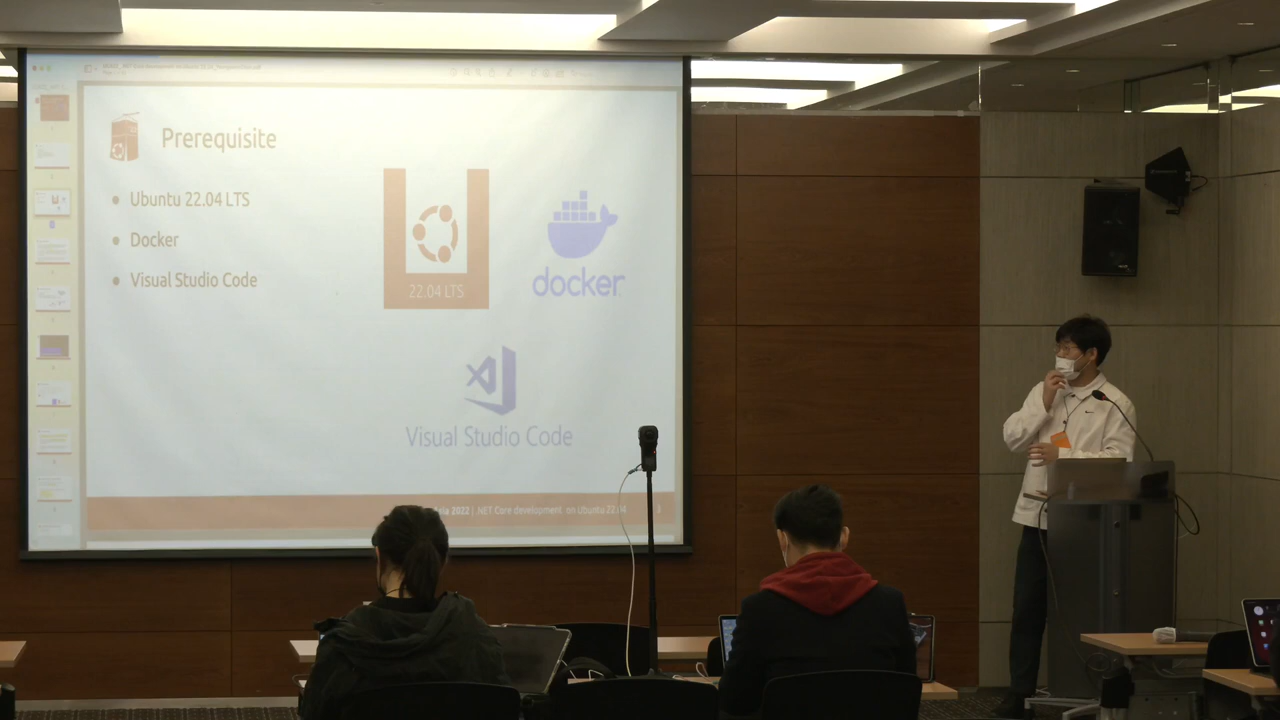 Prerequisite
Ubuntu 22.04 LTS
Docker
Visual Studio Code
22.04 LTS
docker
Visual Studio Code
Asia 2022 | .NET Core development on Ubuntu 22.04